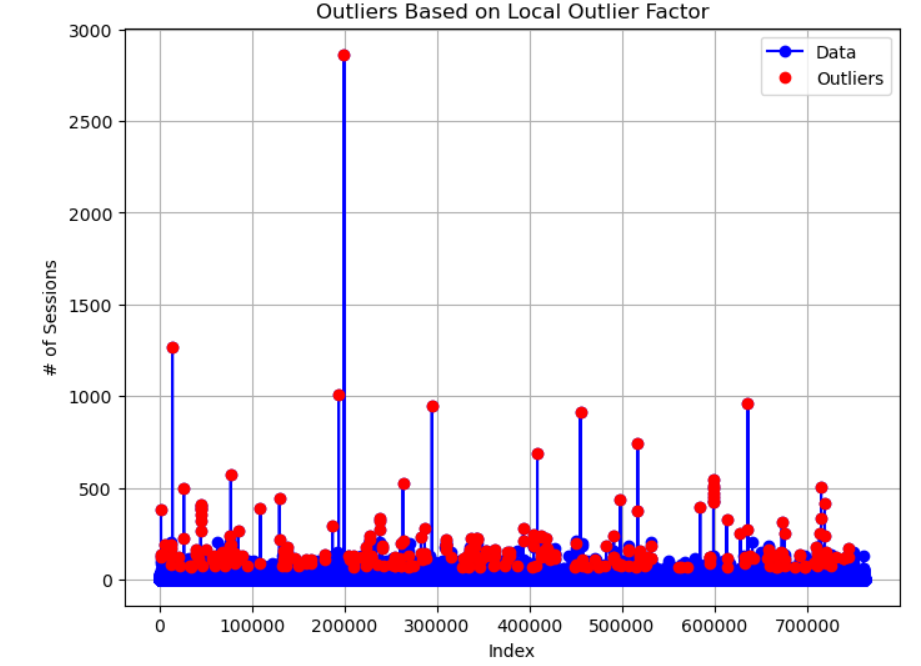 Outliers Based on Local Outlier Factor
3000
2500
2000
1500
1000
500
0
# of Sessions
Data
Outliers
0 100000 200000 300000 400000 500000 600000 700000
Index